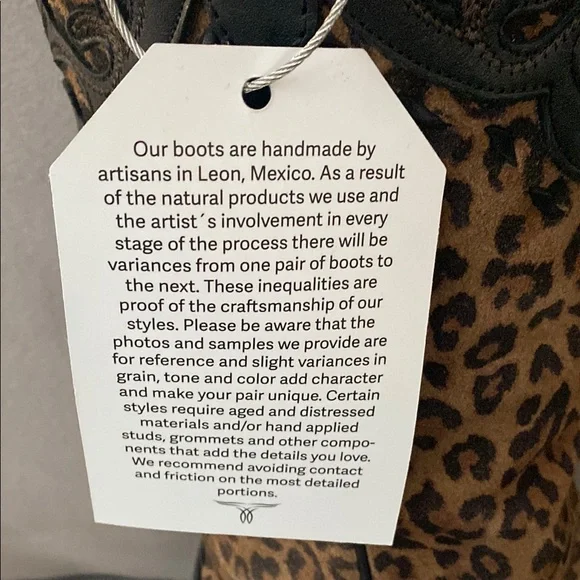 Our boots are handmade by
artisans in Leon, Mexico. As a result
of the natural products we use and
the artist´s involvement in every
stage of the process there will be
variances from one pair of boots to
the next. These inequalities are
proof of the craftsmanship of our
styles. Please be aware that the
photos and samples we provide are
for reference and slight variances in
grain, tone and color add character
and make your pair unique. Certain
styles require aged and distressed
materials and/or hand applied
studs, grommets and other compo-
nents that add the details you love.
We recommend avoiding contact
and friction on the most detailed
portions.